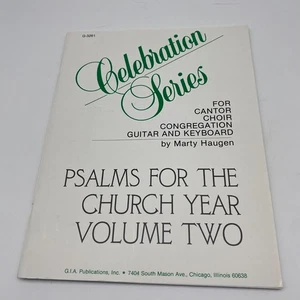 Celebration
Series
FOR
CANTOR
CHOIR
CONGREGATION
GUITAR AND KEYBOARD
by Marty Haugen
PSALMS FOR THE
CHURCH YEAR
VOLUME TWO
G.I.A. Publications, Inc. • 7404 South Mason Ave., Chicago, Illinois 60638